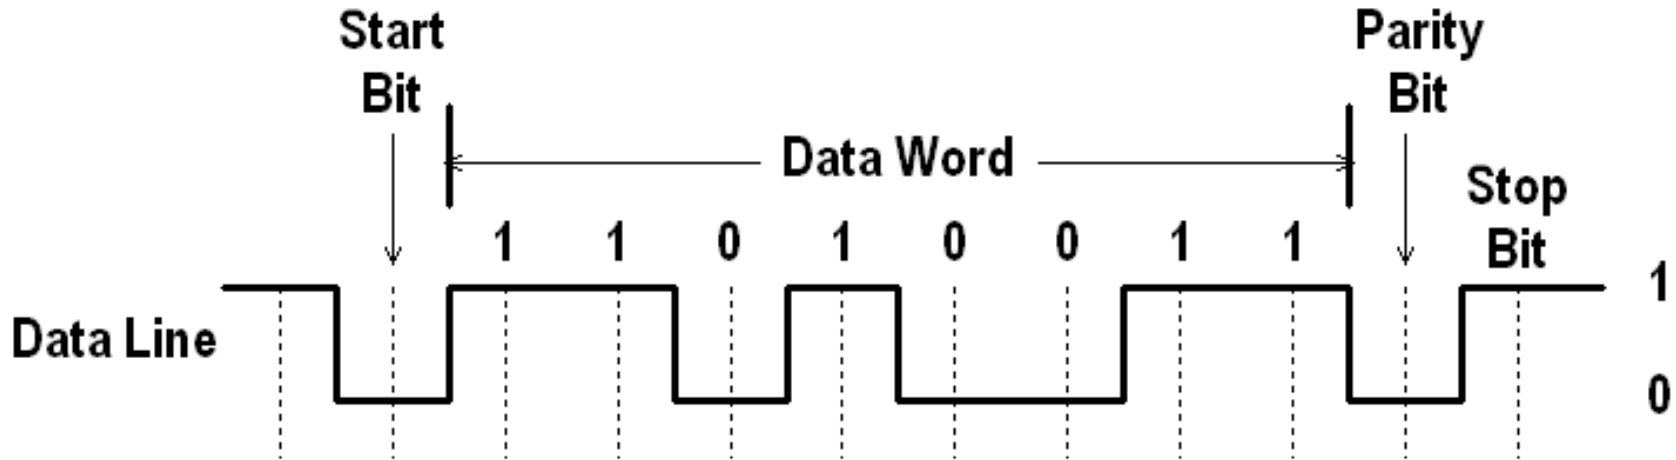 Start
Bit
Parity
Bit
Data Word
Stop
Bit
1 1 0 1 0 0 1 1
1
Data Line
0